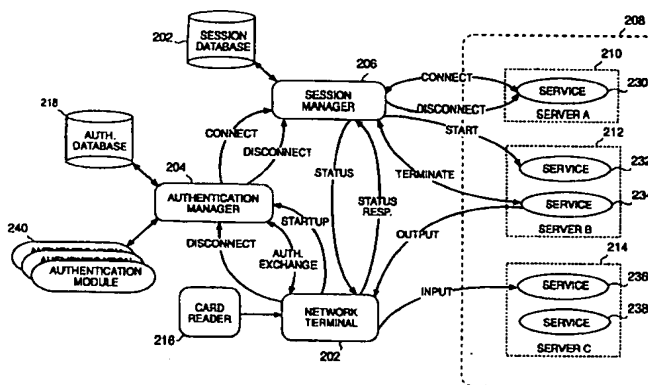 208
202
SESSION
DATABASE
206
210
SESSION
MANAGER
CONNECT
SERVICE
230
DISCONNECT
SERVER A
218
AUTH.
DATABASE
CONNECT
DISCONNECT
START
212
SERVICE
232
204
AUTHENTICATION
MANAGER
STATUS
STATUS
RESP.
TERMINATE
SERVICE
234
SERVER B
240
AUTHENTICATION
MODULE
DISCONNECT
STARTUP
AUTH.
EXCHANGE
OUTPUT
214
CARD
READER
216
NETWORK
TERMINAL
202
INPUT
SERVICE
236
SERVICE
238
SERVER C